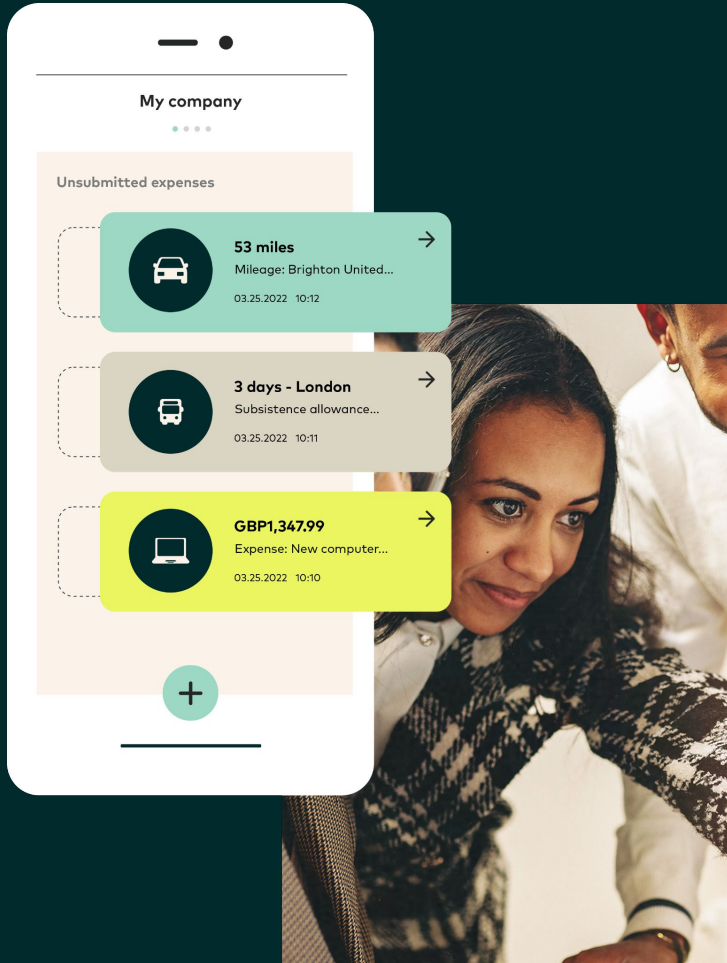 My company
Unsubmitted expenses
53 miles
Mileage: Brighton United...
03.25.2022 10:12
3 days - London
Subsistence allowance...
03.25.2022 10:11
GBP1,347.99
Expense: New computer...
03.25.2022 10:10